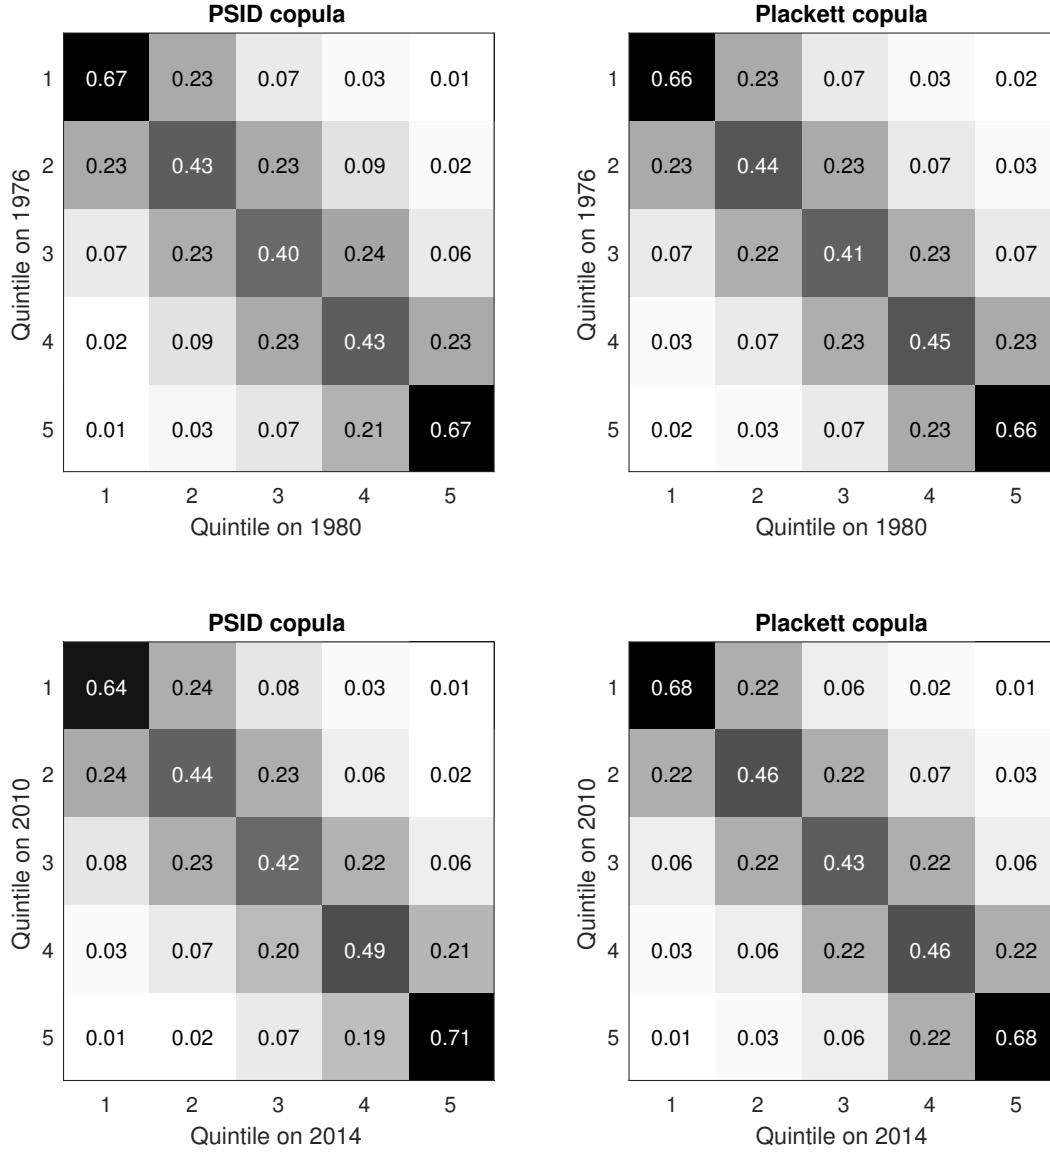 PSID copula
1 0.67 0.23 0.07 0.03 0.01
2 0.23 0.43 0.23 0.09 0.02
3 0.07 0.23 0.40 0.24 0.06
4 0.02 0.09 0.23 0.43 0.23
5 0.01 0.03 0.07 0.21 0.67
1 2 3 4 5
Quintile on 1980
Quintile on 1976
Plackett copula
1 0.66 0.23 0.07 0.03 0.02
2 0.23 0.44 0.23 0.07 0.03
3 0.07 0.22 0.41 0.23 0.07
4 0.03 0.07 0.23 0.45 0.23
5 0.02 0.03 0.07 0.23 0.66
1 2 3 4 5
Quintile on 1980
Quintile on 1976
PSID copula
1 0.64 0.24 0.08 0.03 0.01
2 0.24 0.44 0.23 0.06 0.02
3 0.08 0.23 0.42 0.22 0.06
4 0.03 0.07 0.20 0.49 0.21
5 0.01 0.02 0.07 0.19 0.71
1 2 3 4 5
Quintile on 2014
Quintile on 2010
Plackett copula
1 0.68 0.22 0.06 0.02 0.01
2 0.22 0.46 0.22 0.07 0.03
3 0.06 0.22 0.43 0.22 0.06
4 0.03 0.06 0.22 0.46 0.22
5 0.01 0.03 0.06 0.22 0.68
1 2 3 4 5
Quintile on 2014
Quintile on 2010